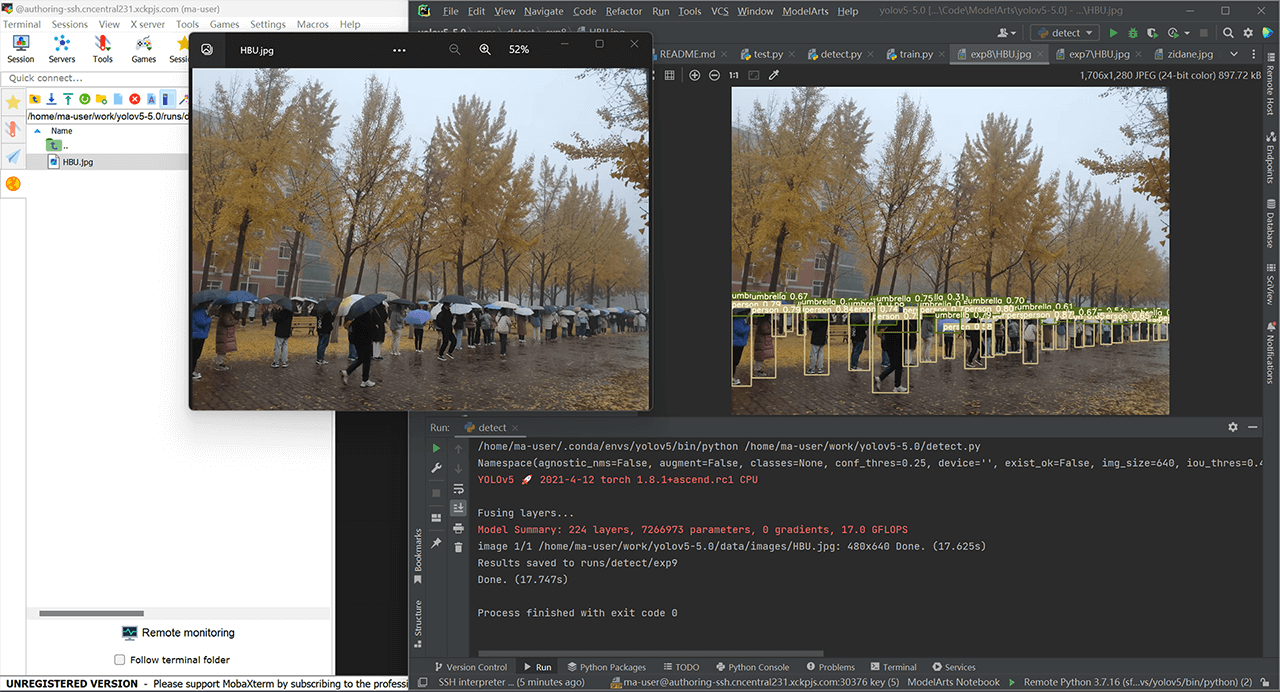 @authoring-ssh.cncentral231.xckpjs.com (ma-user)
Terminal Sessions View X server Tools Games Settings Macros Help
Session Servers Tools Games Sessi
Quick connect...
/home/ma-user/work/yolov5-5.0/runs/d
Name
..
HBU.jpg
Remote monitoring
Follow terminal folder
UNREGISTERED VERSION - Please support MobaXterm by subscribing to the professi
HBU.jpg
52%
File Edit View Navigate Code Refactor Run Tools VCS Window ModelArts Help yolov5-5.0 [...\Code\ModelArts\yolov5-5.0] - ...\HBU.jpg
detect
README.md test.py detect.py train.py exp8\HBU.jpg exp7\HBU.jpg zidane.jpg
1:1
1,706x1,280 JPEG (24-bit color) 897.72 kB
umbrella 0.67
umbrella 0.75
0.31
umbrella 0.70
0.61
person 0.79
person 0.84
Remote Host
Endpoints
Database
SciView
Notifications
Run: detect
/home/ma-user/.conda/envs/yolov5/bin/python /home/ma-user/work/yolov5-5.0/detect.py
Namespace(agnostic_nms=False, augment=False, classes=None, conf_thres=0.25, device='', exist_ok=False, img_size=640, iou_thres=0.4
YOLOv5 🚀 2021-4-12 torch 1.8.1+ascend.rc1 CPU
Fusing layers...
Model Summary: 224 layers, 7266973 parameters, 0 gradients, 17.0 GFLOPS
image 1/1 /home/ma-user/work/yolov5-5.0/data/images/HBU.jpg: 480x640 Done. (17.625s)
Results saved to runs/detect/exp9
Done. (17.747s)
Process finished with exit code 0
Bookmarks
Structure
Version Control Run Python Packages TODO Python Console Problems Terminal Services
SSH interpreter ... (5 minutes ago) ma-user@authoring-ssh.cncentral231.xckpjs.com:30376 key (5) ModelArts Notebook Remote Python 3.7.16 (sf...vs/yolov5/bin/python) (2)